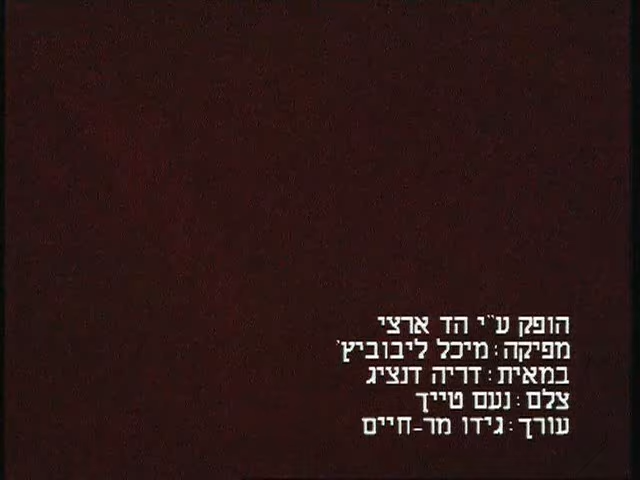 הופק ע"י הד ארצי
מפיקה: מיכל ליבוביץ'
במאית: דריה דנציג
צלם: נעם טייך
עורך: גידו מר-חיים